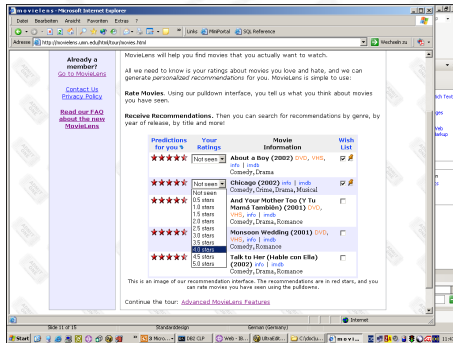 movielens - Microsoft Internet Explorer
Datei Bearbeiten Ansicht Favoriten Extras ?
Links MiniPortal SQL Reference
Adresse http://movielens.umn.edu/html/tour/movies.html Wechseln zu
Already a
member?
Go to MovieLens
Contact Us
Privacy Policy
Read our FAQ
about the new
MovieLens
MovieLens will help you find movies that you actually want to watch.
All we need to know is your ratings about movies you love and hate, and we can
generate personalized recommendations for you. MovieLens is simple to use:
Rate Movies. Using our pulldown interface, you tell us what you think about movies
you have seen.
Receive Recommendations. Then you can search for recommendations by genre, by
year of release, by title and more!
Predictions for you Your Ratings Movie Information Wish List
Not seen About a Boy (2002) DVD, VHS,
info | imdb
Comedy, Drama
Not seen Chicago (2002) info | imdb
Comedy, Crime, Drama, Musical
Not seen
0.5 stars
1.0 stars
1.5 stars
2.0 stars
2.5 stars
3.0 stars
3.5 stars
4.0 stars
4.5 stars
5.0 stars
And Your Mother Too (Y Tu
Mamá También) (2001) DVD,
VHS, info | imdb
Comedy, Drama, Romance
Monsoon Wedding (2001) DVD,
VHS, info | imdb
Comedy, Romance
Talk to Her (Hable con Ella)
(2002) info | imdb
Comedy, Drama, Romance
This is an image of our recommendation interface. The recommendations are in red stars, and you
can rate movies you have seen using the pulldowns.
Continue the tour: Advanced MovieLens Features
Internet
Slide 11 of 15 Standarddesign German (Germany)
Start 8 Micro... DB2 CLP Web - IB... UltraEdit... C:\docu... movi...